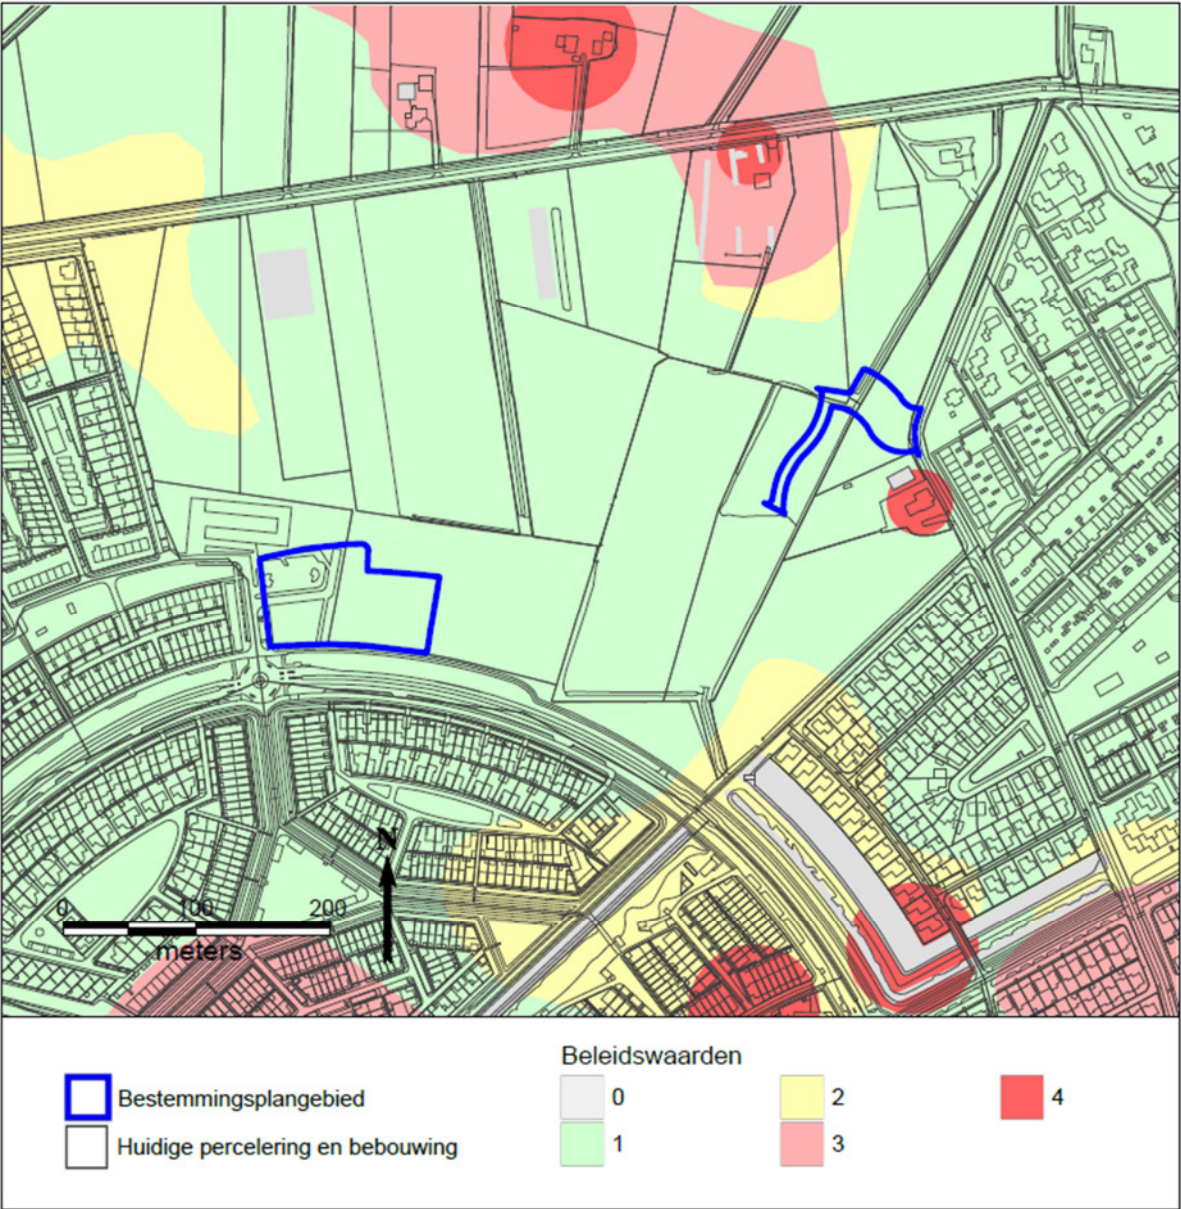 N
0 100 200
meters
Beleidswaarden
Bestemmingsplangebied
Huidige percelering en bebouwing
0
1
2
3
4